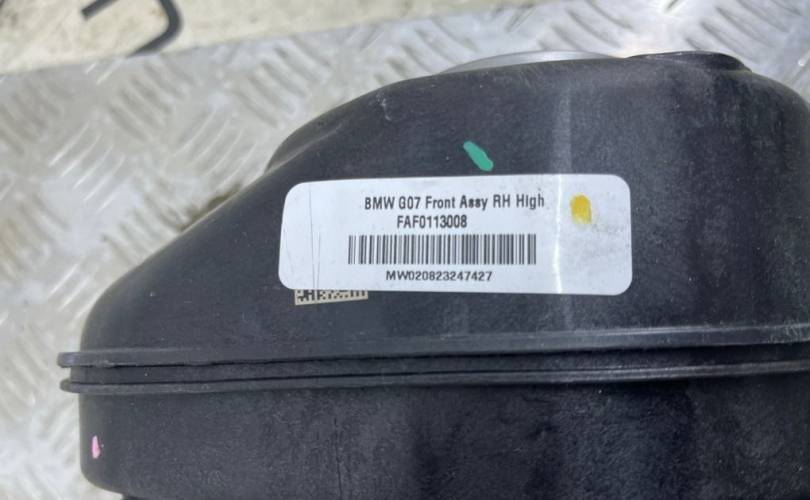 BMW G07 Front Assy RH High
FAF0113008
MW020823247427